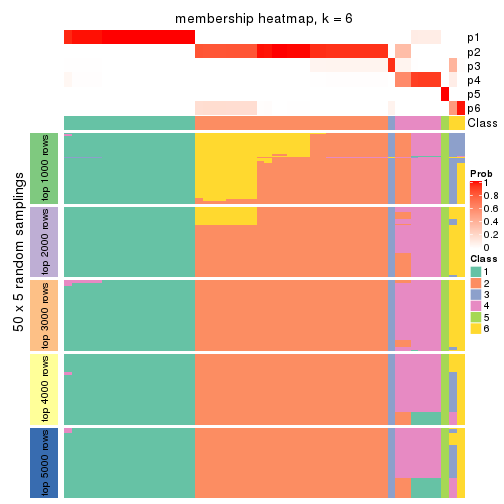 membership heatmap, k = 6
p1
p2
p3
p4
p5
p6
Class
50 x 5 random samplings
top 1000 rows
top 2000 rows
top 3000 rows
top 4000 rows
top 5000 rows
Prob
1
0.8
0.6
0.4
0.2
0
Class
1
2
3
4
5
6